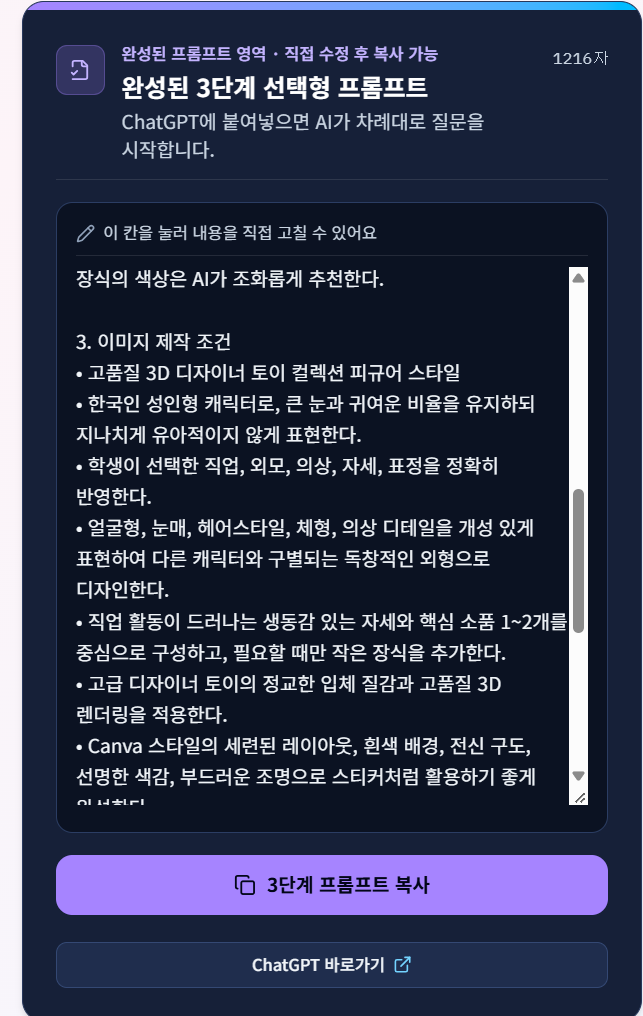 완성된 프롬프트 영역 · 직접 수정 후 복사 가능
1216자
완성된 3단계 선택형 프롬프트
ChatGPT에 붙여넣으면 AI가 차례대로 질문을
시작합니다.
이 칸을 눌러 내용을 직접 고칠 수 있어요
장식의 색상은 AI가 조화롭게 추천한다.
3. 이미지 제작 조건
• 고품질 3D 디자이너 토이 컬렉션 피규어 스타일
• 한국인 성인형 캐릭터로, 큰 눈과 귀여운 비율을 유지하되
지나치게 유아적이지 않게 표현한다.
• 학생이 선택한 직업, 외모, 의상, 자세, 표정을 정확히
반영한다.
• 얼굴형, 눈매, 헤어스타일, 체형, 의상 디테일을 개성 있게
표현하여 다른 캐릭터와 구별되는 독창적인 외형으로
디자인한다.
• 직업 활동이 드러나는 생동감 있는 자세와 핵심 소품 1~2개를
중심으로 구성하고, 필요할 때만 작은 장식을 추가한다.
• 고급 디자이너 토이의 정교한 입체 질감과 고품질 3D
렌더링을 적용한다.
• Canva 스타일의 세련된 레이아웃, 흰색 배경, 전신 구도,
선명한 색감, 부드러운 조명으로 스티커처럼 활용하기 좋게
3단계 프롬프트 복사
ChatGPT 바로가기